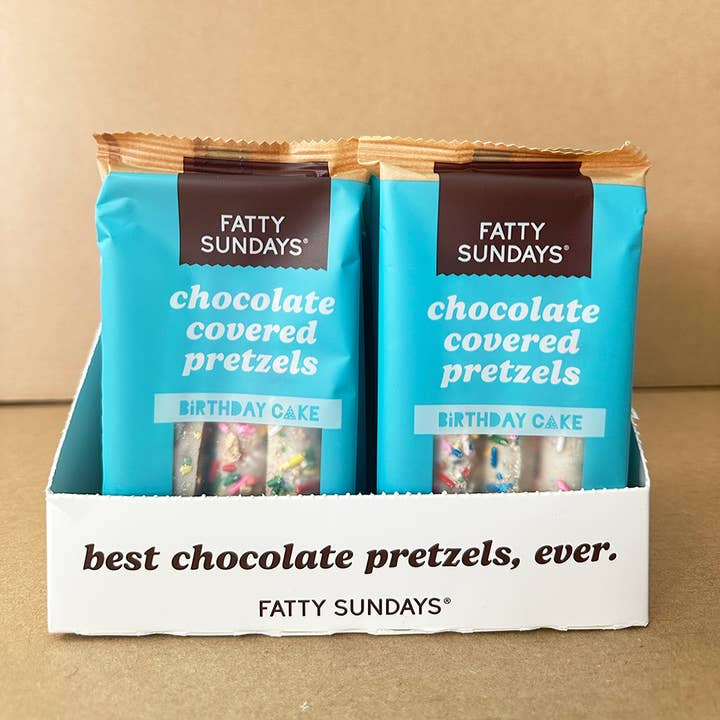 FATTY
SUNDAYS®
chocolate
covered
pretzels
BiRTHDAY CAKE
FATTY
SUNDAYS®
chocolate
covered
pretzels
BiRTHDAY CAKE
best chocolate pretzels, ever.
FATTY SUNDAYS®